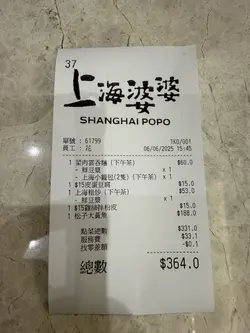 37
上海婆婆
SHANGHAI POPO
單號 : 61799 TKO/001
員工 : 花 06/06/2025 15:45
1 菜肉雲吞麵(下午茶) $60.0
- 鮮豆漿 x 1
- 上海小籠包(2隻)(下午茶) x 1
1 $15皮蛋豆腐 $15.0
1 上海粗炒(下午茶) $53.0
- 鮮豆漿 x 1
1 $15雞絲拌粉皮 $15.0
1 松子大黃魚 $188.0
點菜總數 $331.0
服務費 $33.1
找零差額 -$0.1
總數 $364.0